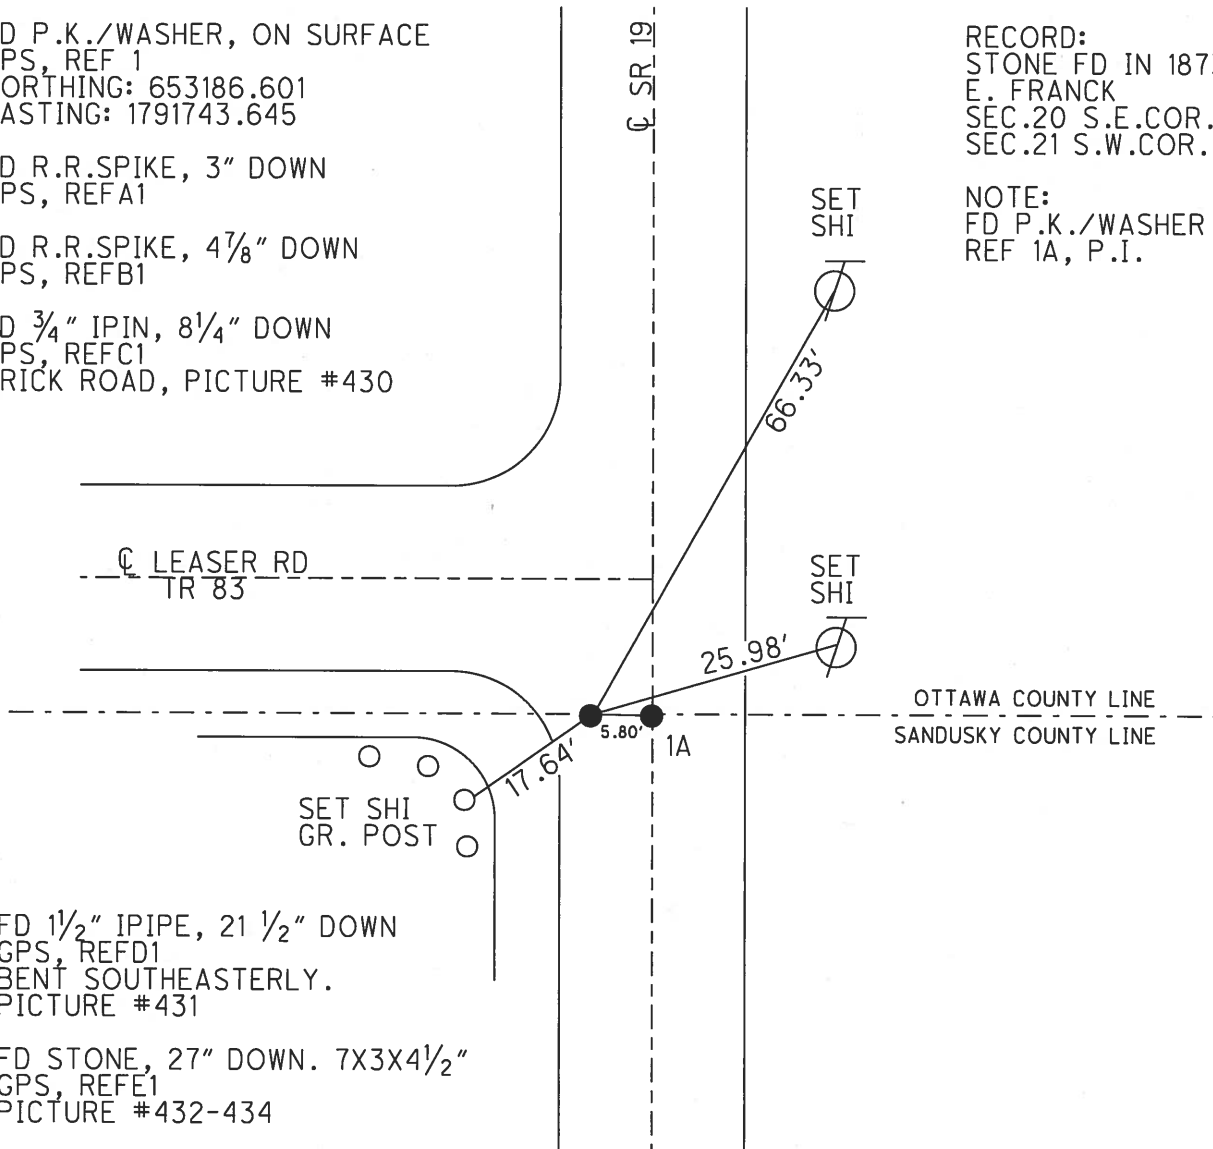 D P.K./WASHER, ON SURFACE
PS, REF 1
ORTHING: 653186.601
ASTING: 1791743.645
D R.R.SPIKE, 3" DOWN
PS, REFA1
D R.R.SPIKE, 4⅞" DOWN
PS, REFB1
D ¾" IPIN, 8¼" DOWN
PS, REFC1
RICK ROAD, PICTURE #430
℄ SR 19
RECORD:
STONE FD IN 187
E. FRANCK
SEC.20 S.E.COR.
SEC.21 S.W.COR.
NOTE:
FD P.K./WASHER
REF 1A, P.I.
SET
SHI
66.33'
℄ LEASER RD
TR 83
SET
SHI
25.98'
OTTAWA COUNTY LINE
SANDUSKY COUNTY LINE
5.80'
1A
17.64'
SET SHI
GR. POST
FD 1½" IPIPE, 21 ½" DOWN
GPS, REFD1
BENT SOUTHEASTERLY.
PICTURE #431
FD STONE, 27" DOWN. 7X3X4½"
GPS, REFE1
PICTURE #432-434